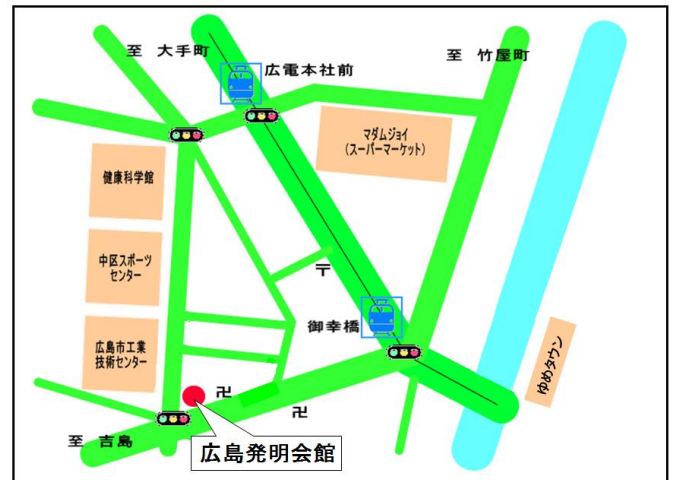 至 大手町
広電本社前
至 竹屋町
マダムジョイ
(スーパーマーケット)
健康科学館
中区スポーツ
センター
〒
御幸橋
広島市工業
技術センター
ゆめタウン
卍
卍
至 吉島
広島発明会館